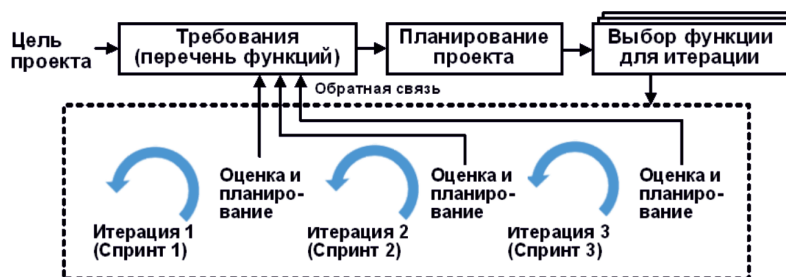 Цель
проекта
Требования
(перечень функций)
Планирование
проекта
Выбор функции
для итерации
Обратная связь
Оценка и
планиро-
вание
Оценка и
планиро-
вание
Оценка и
планиро-
вание
Итерация 1
(Спринт 1)
итерация 2
(Спринт 2)
итерация 3
(Спринт 3)